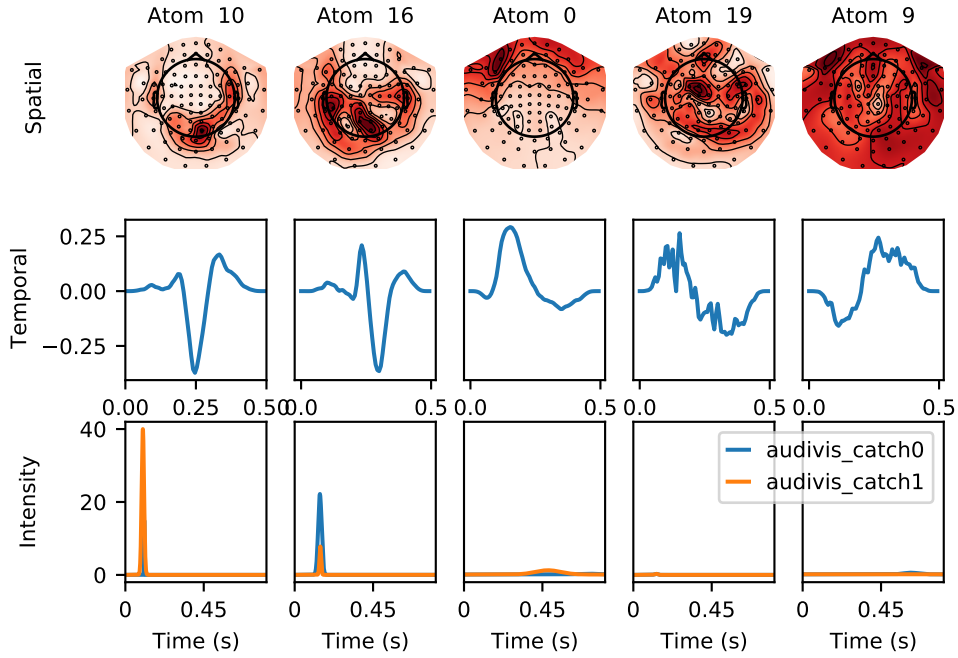 Atom 10 Atom 16 Atom 0 Atom 19 Atom 9
Spatial
Temporal
0.25
0.00
−0.25
0.00 0.25 0.50 0.0 0.5 0.0 0.5 0.0 0.5 0.0 0.5
Intensity
40
20
0
audivis_catch0
audivis_catch1
0 0.45 0 0.45 0 0.45 0 0.45 0 0.45
Time (s) Time (s) Time (s) Time (s) Time (s)